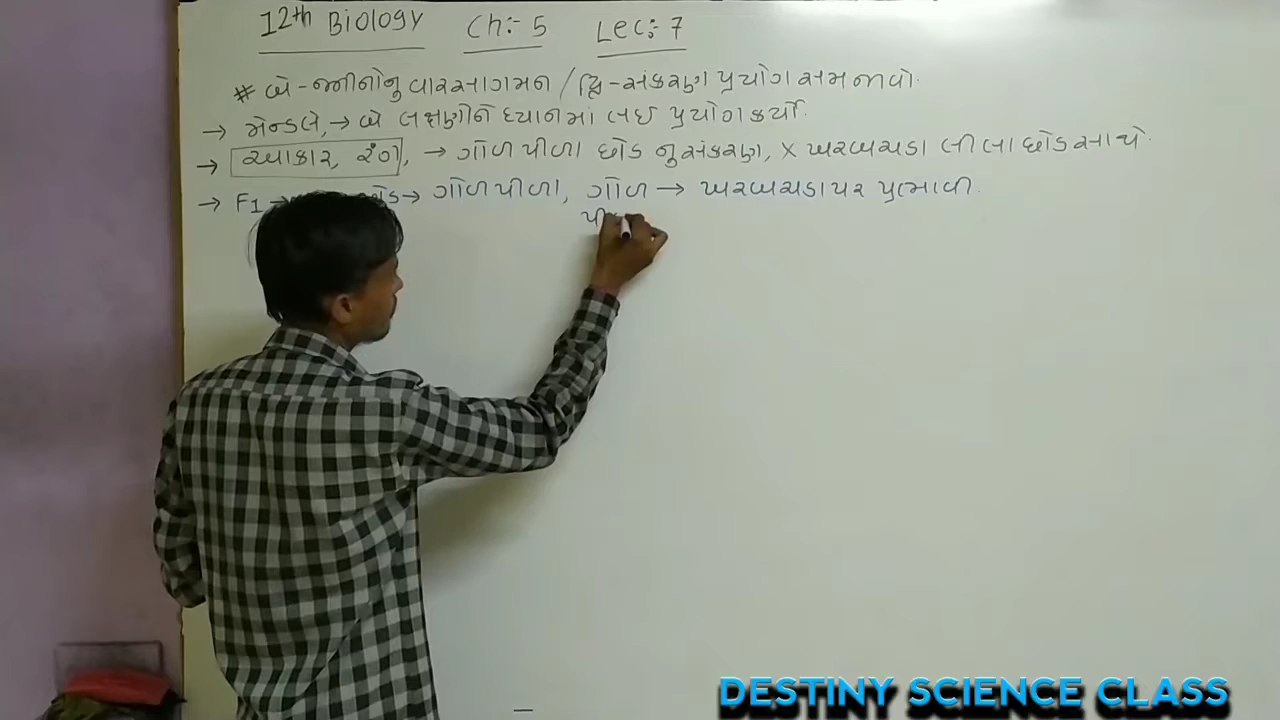 12th Biology Ch:- 5 Lec:- 7
# બે-જનીનોનુ વારસાગમન / દ્વિ-સંકરણ પ્રયોગ સમજાવો.
→ મેન્ડલે, → બે લક્ષણોને ધ્યાનમાં લઈ પ્રયોગ કર્યો.
→ આકાર, રંગ, → ગોળ પીળા છોડ નુ સંકરણ, X ખરબચડા લીલા છોડ સાથે.
→ F1 → ગોળ પીળા, ગોળ → ખરબચડા પર પ્રભાવી.
DESTINY SCIENCE CLASS